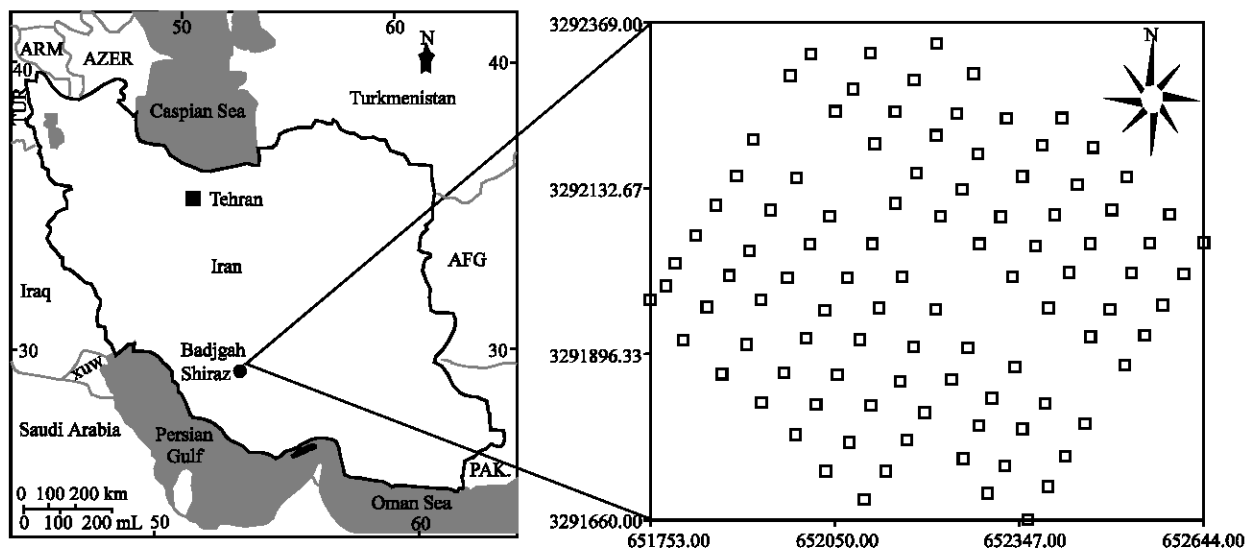 50
60
N
ARM
AZER
40
40
TUR
Caspian Sea
Turkmenistan
Tehran
Iran
AFG
Iraq
30
30
Badjgah
Shiraz
xuw
Saudi Arabia
Persian
Gulf
PAK.
0 100 200 km
0 100 200 mL 50
Oman Sea
60
3292369.00
N
3292132.67
3291896.33
3291660.00
651753.00 652050.00 652347.00 652644.00